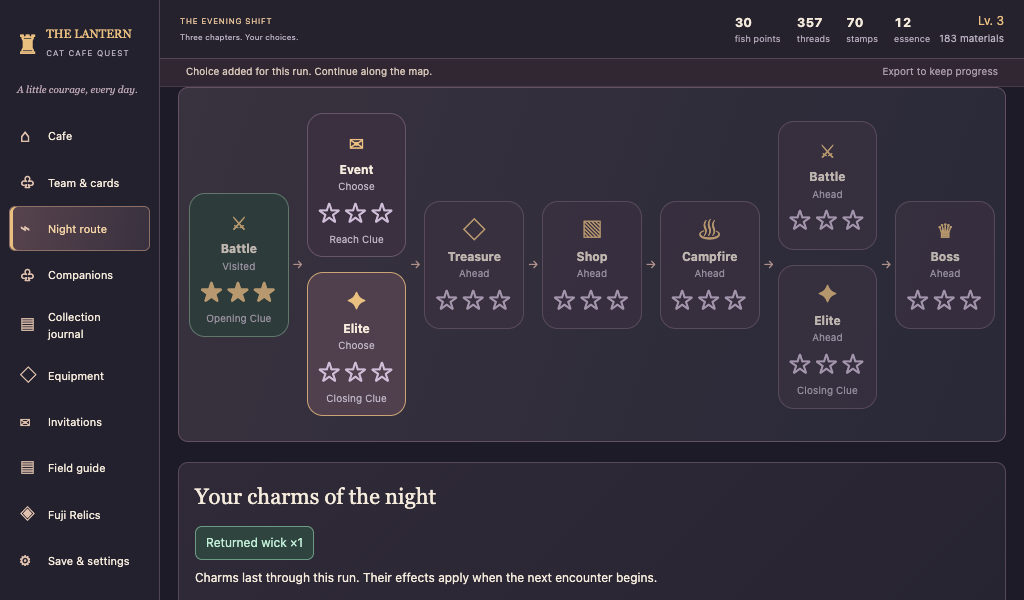 THE LANTERN
CAT CAFE QUEST
A little courage, every day.
Cafe
Team & cards
Night route
Companions
Collection
journal
Equipment
Invitations
Field guide
Fuji Relics
Save & settings
THE EVENING SHIFT
Three chapters. Your choices.
30
fish points
357
threads
70
stamps
12
essence
Lv. 3
183 materials
Choice added for this run. Continue along the map.
Export to keep progress
Battle
Visited
Opening Clue
Event
Choose
Reach Clue
Elite
Choose
Closing Clue
Treasure
Ahead
Shop
Ahead
Campfire
Ahead
Battle
Ahead
Elite
Ahead
Closing Clue
Boss
Ahead
Your charms of the night
Returned wick ×1
Charms last through this run. Their effects apply when the next encounter begins.